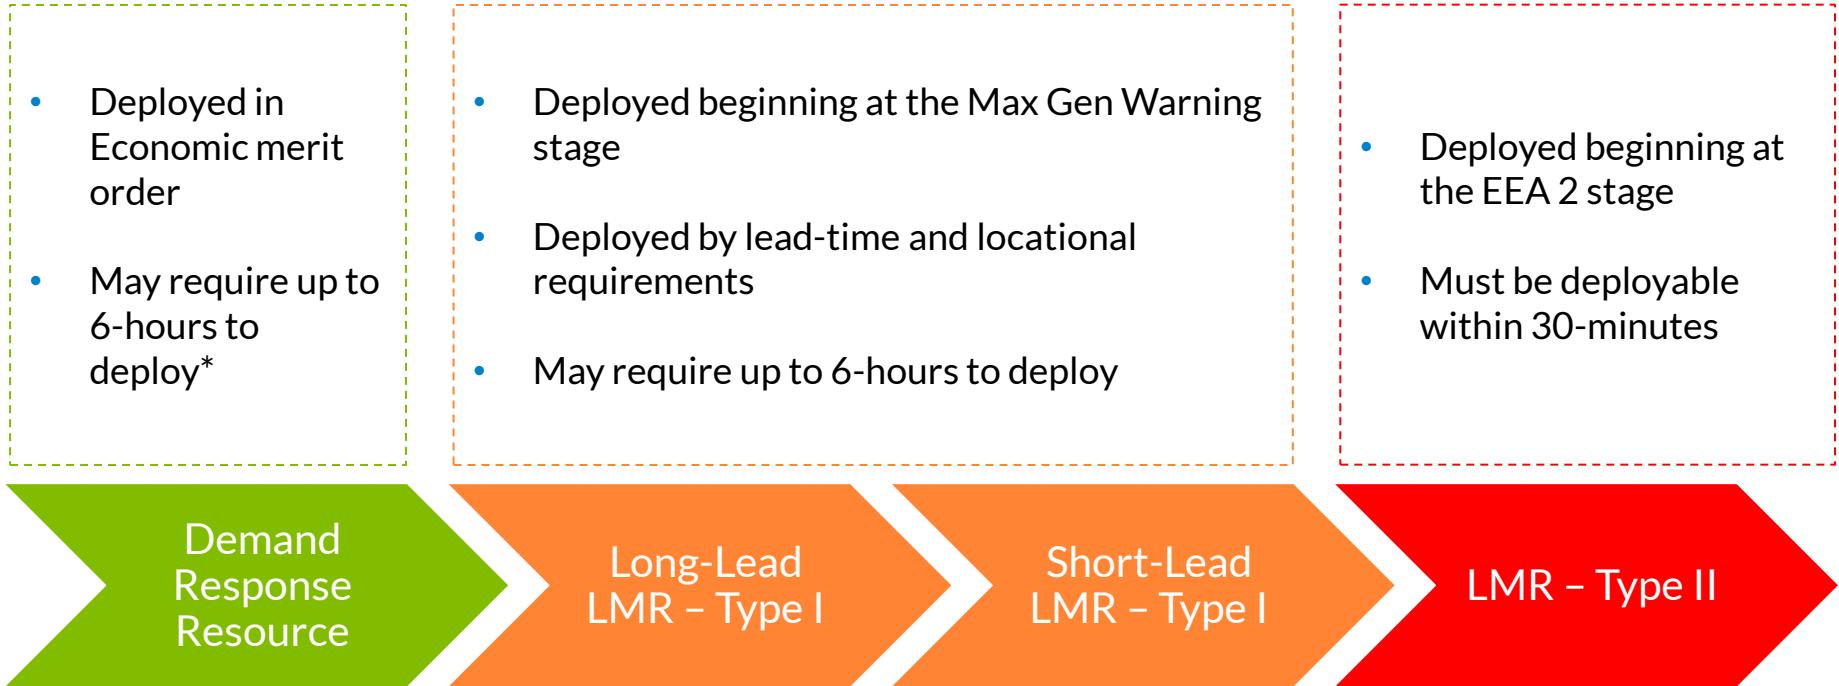 • Deployed in
Economic merit
order
• May require up to
6-hours to
deploy*
• Deployed beginning at the Max Gen Warning
stage
• Deployed by lead-time and locational
requirements
• May require up to 6-hours to deploy
• Deployed beginning at
the EEA 2 stage
• Must be deployable
within 30-minutes
Demand
Response
Resource
Long-Lead
LMR – Type I
Short-Lead
LMR – Type I
LMR – Type II